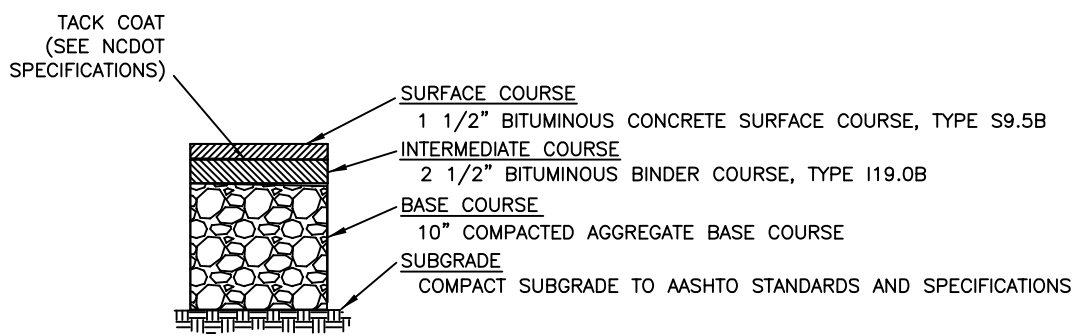 TACK COAT
(SEE NCDOT
SPECIFICATIONS)
SURFACE COURSE
1 1/2" BITUMINOUS CONCRETE SURFACE COURSE, TYPE S9.5B
INTERMEDIATE COURSE
2 1/2" BITUMINOUS BINDER COURSE, TYPE I19.0B
BASE COURSE
10" COMPACTED AGGREGATE BASE COURSE
SUBGRADE
COMPACT SUBGRADE TO AASHTO STANDARDS AND SPECIFICATIONS